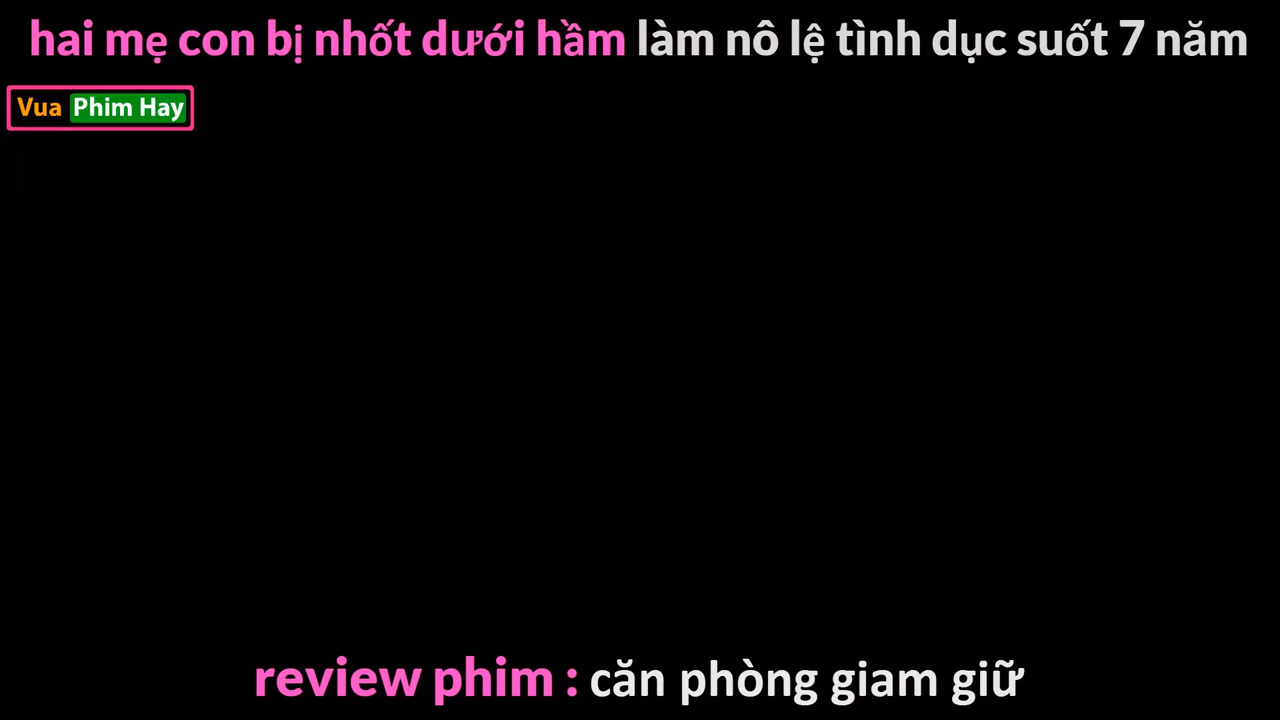 hai mẹ con bị nhốt dưới hầm làm nô lệ tình dục suốt 7 năm
Vua Phim Hay
review phim : căn phòng giam giữ